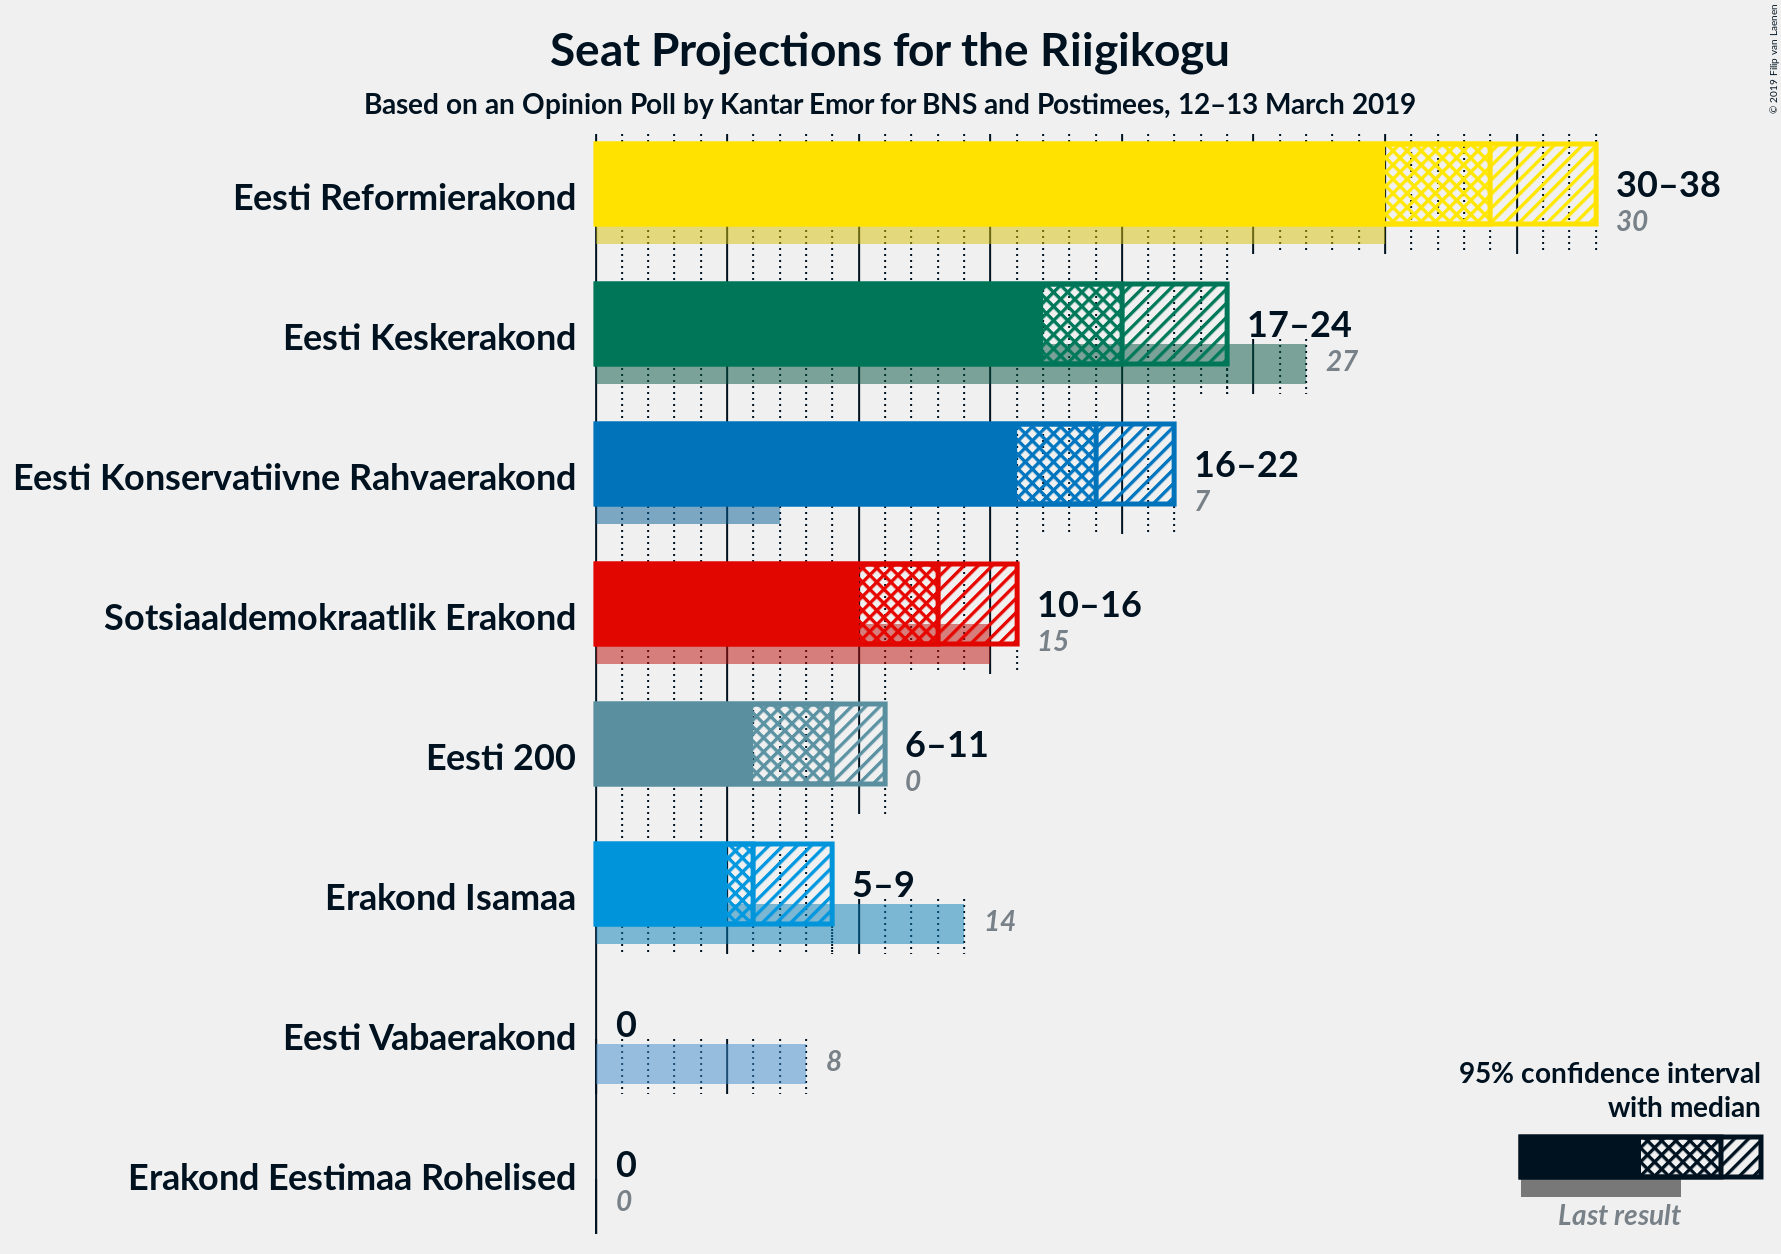 Seat Projections for the Riigikogu
Based on an Opinion Poll by Kantar Emor for BNS and Postimees, 12–13 March 2019
© 2019 Filip van Laenen
Eesti Reformierakond
30–38
30
Eesti Keskerakond
17–24
27
Eesti Konservatiivne Rahvaerakond
16–22
7
Sotsiaaldemokraatlik Erakond
10–16
15
Eesti 200
6–11
0
Erakond Isamaa
5–9
14
Eesti Vabaerakond
0
8
Erakond Eestimaa Rohelised
0
0
95% confidence interval
with median
Last result